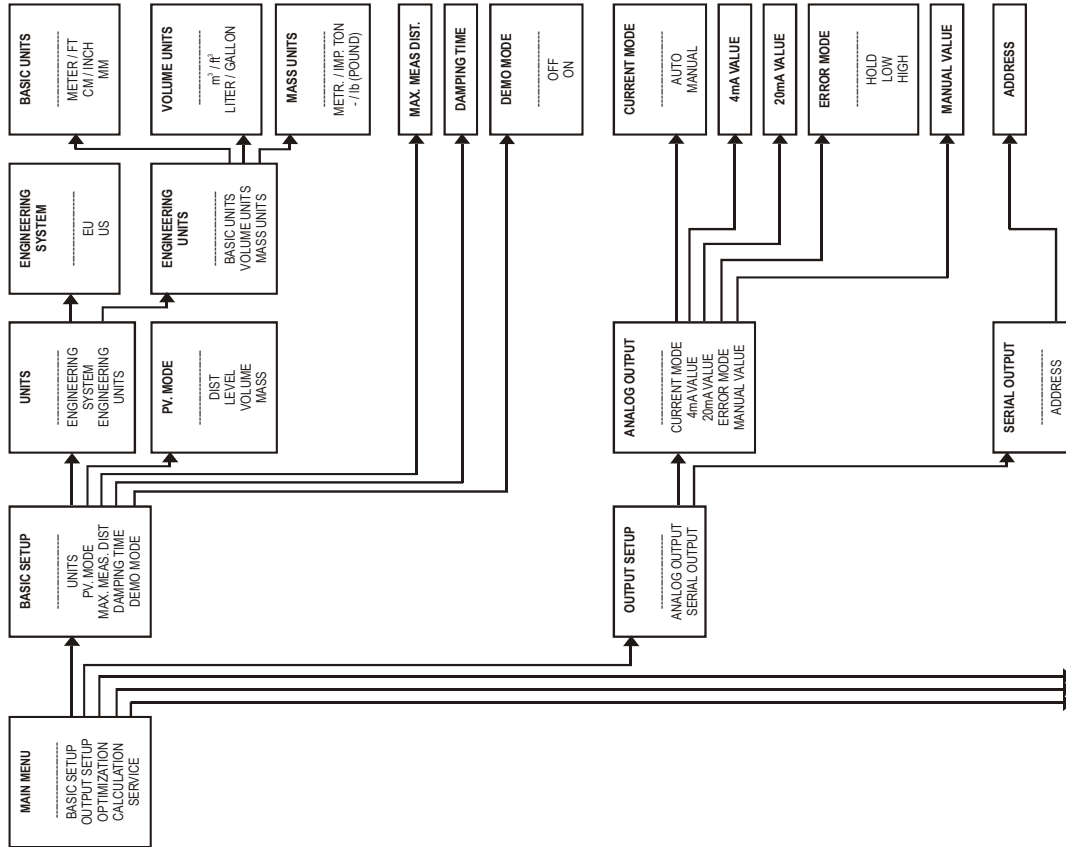 MAIN MENU
BASIC SETUP
OUTPUT SETUP
OPTIMIZATION
CALCULATION
SERVICE
BASIC SETUP
UNITS
PV. MODE
MAX. MEAS. DIST
DAMPING TIME
DEMO MODE
UNITS
ENGINEERING
SYSTEM
ENGINEERING
UNITS
PV. MODE
DIST
LEVEL
VOLUME
MASS
ENGINEERING
SYSTEM
EU
US
ENGINEERING
UNITS
BASIC UNITS
VOLUME UNITS
MASS UNITS
BASIC UNITS
METER / FT
CM / INCH
MM
VOLUME UNITS
m³ / ft³
LITER / GALLON
MASS UNITS
METR. / IMP. TON
- / lb (POUND)
MAX. MEAS DIST.
DAMPING TIME
DEMO MODE
OFF
ON
OUTPUT SETUP
ANALOG OUTPUT
SERIAL OUTPUT
ANALOG OUTPUT
CURRENT MODE
4mA VALUE
20mA VALUE
ERROR MODE
MANUAL VALUE
CURRENT MODE
AUTO
MANUAL
4mA VALUE
20mA VALUE
ERROR MODE
HOLD
LOW
HIGH
MANUAL VALUE
SERIAL OUTPUT
ADDRESS
ADDRESS